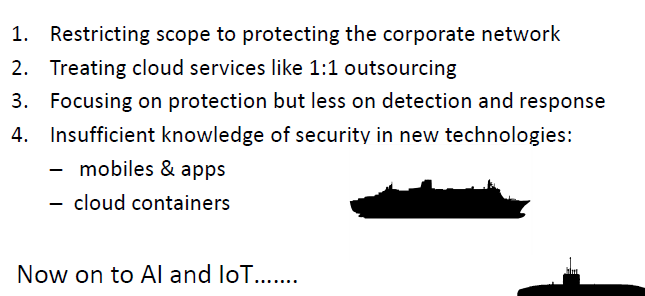 1. Restricting scope to protecting the corporate network
2. Treating cloud services like 1:1 outsourcing
3. Focusing on protection but less on detection and response
4. Insufficient knowledge of security in new technologies:
– mobiles & apps
– cloud containers
Now on to AI and IoT.......